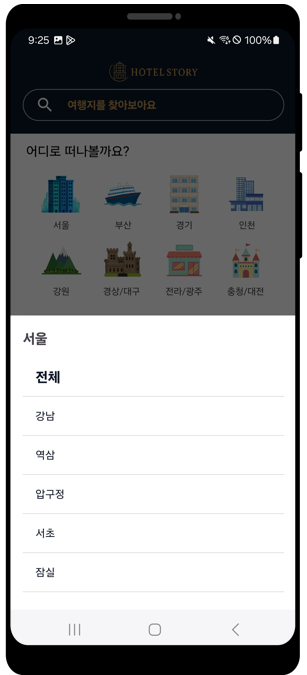 9:25 100%
HOTEL STORY
여행지를 찾아보아요
어디로 떠나볼까요?
서울 부산 경기 인천
강원 경상/대구 전라/광주 충청/대전
서울
전체
강남
역삼
압구정
서초
잠실